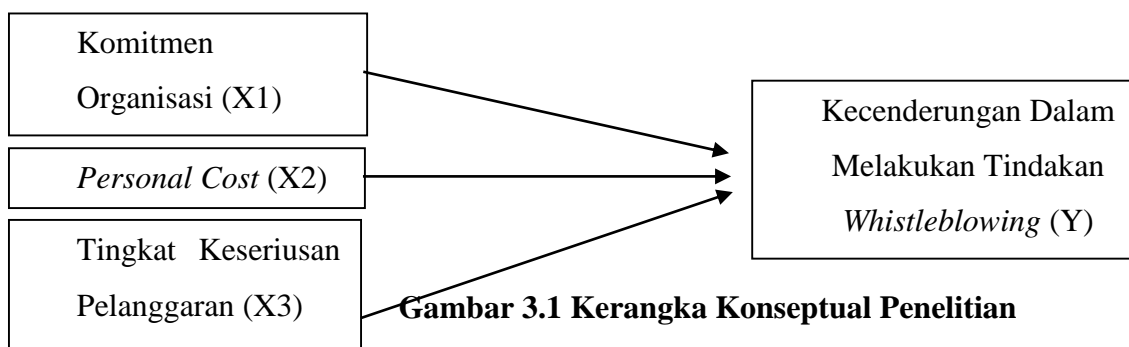 Komitmen
Organisasi (X1)
Personal Cost (X2)
Tingkat Keseriusan
Pelanggaran (X3)
Kecenderungan Dalam
Melakukan Tindakan
Whistleblowing (Y)
Gambar 3.1 Kerangka Konseptual Penelitian